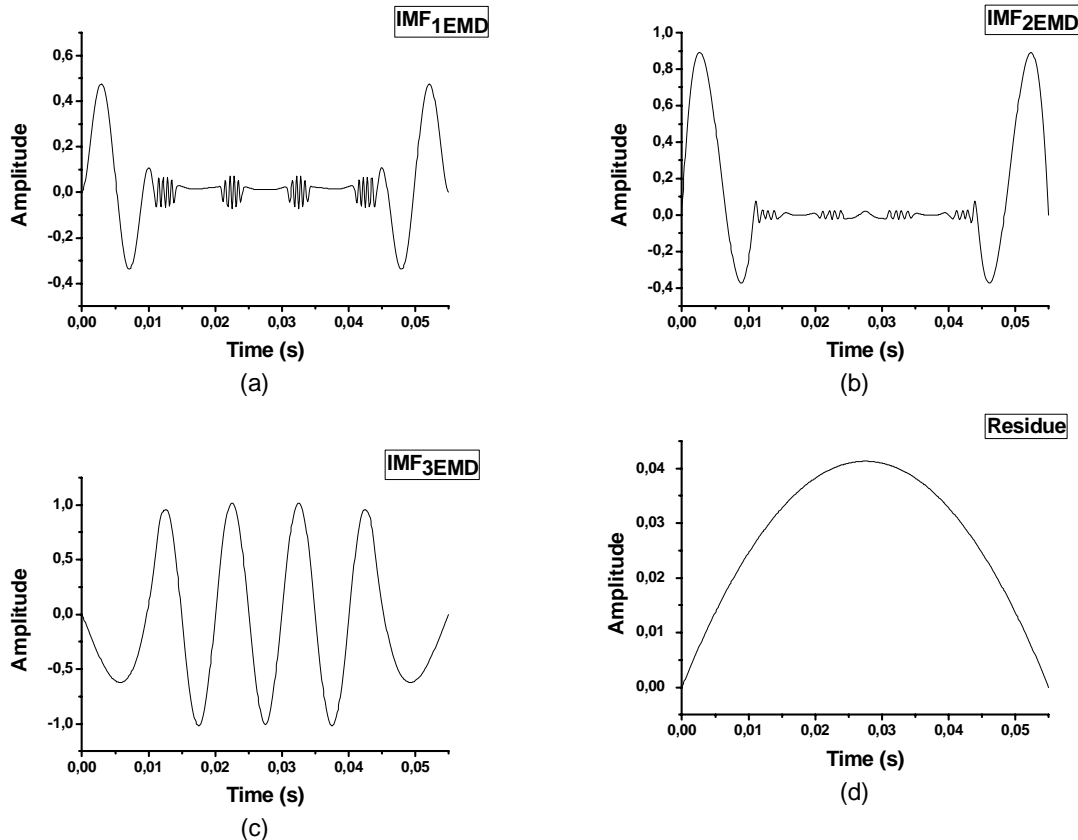 IMF1EMD
0,6
0,4
0,2
0,0
-0,2
-0,4
Amplitude
0,00 0,01 0,02 0,03 0,04 0,05
Time (s)
(a)
IMF2EMD
1,0
0,8
0,6
0,4
0,2
0,0
-0,2
-0,4
-0,6
Amplitude
0,00 0,01 0,02 0,03 0,04 0,05
Time (s)
(b)
IMF3EMD
1,0
0,5
0,0
-0,5
-1,0
Amplitude
0,00 0,01 0,02 0,03 0,04 0,05
Time (s)
(c)
Residue
0,04
0,03
0,02
0,01
0,00
Amplitude
0,00 0,01 0,02 0,03 0,04 0,05
Time (s)
(d)